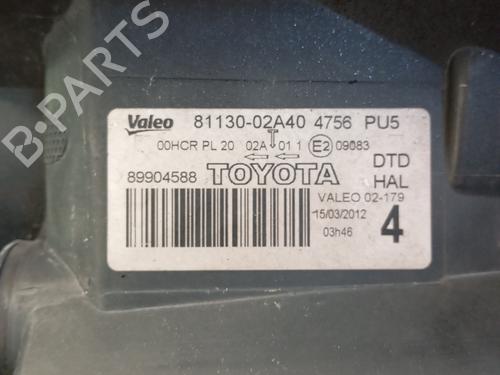 B-PARTS
Valeo 81130-02A40 4756 PU5
00HCR PL 20 02A 01 1 E2 09083
DTD
89904588 TOYOTA HAL
VALEO 02-179
15/03/2012
03h46 4